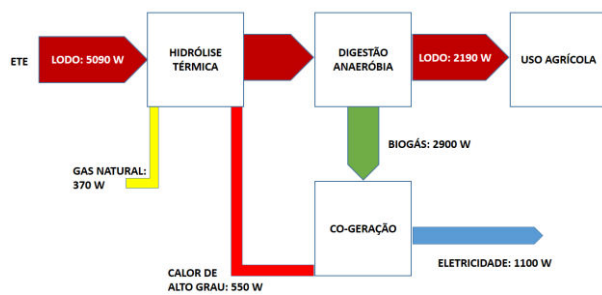 ETE
LODO: 5090 W
HIDRÓLISE
TÉRMICA
DIGESTÃO
ANAERÓBIA
LODO: 2190 W
USO AGRÍCOLA
GAS NATURAL:
370 W
BIOGÁS: 2900 W
CO-GERAÇÃO
CALOR DE
ALTO GRAU: 550 W
ELETRICIDADE: 1100 W